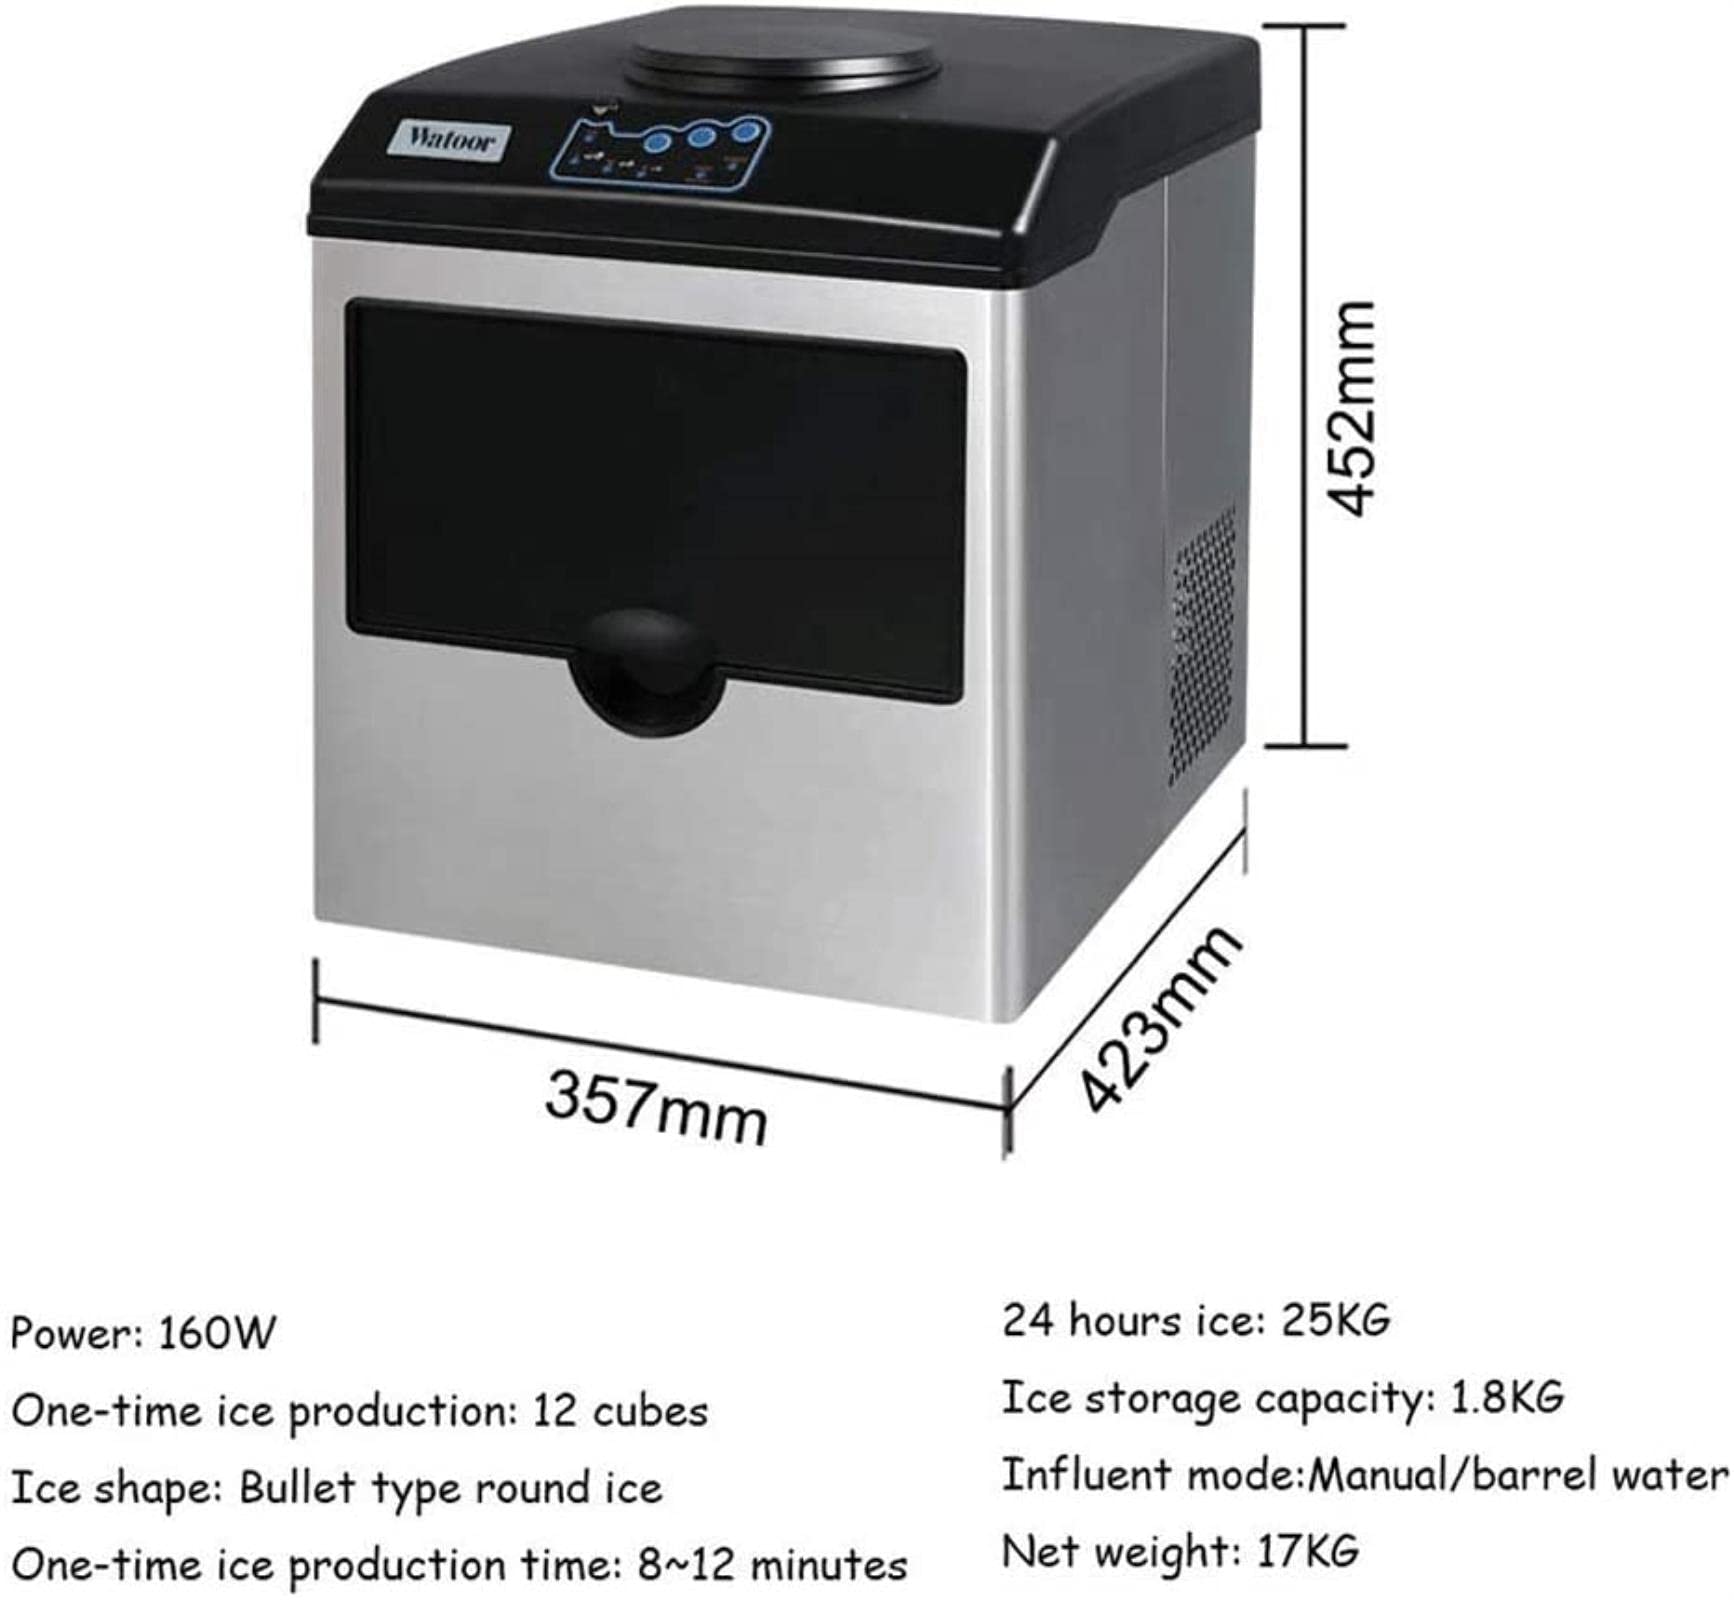 Watoor
452mm
423mm
357mm
Power: 160W
One-time ice production: 12 cubes
Ice shape: Bullet type round ice
One-time ice production time: 8~12 minutes
24 hours ice: 25KG
Ice storage capacity: 1.8KG
Influent mode:Manual/barrel water
Net weight: 17KG